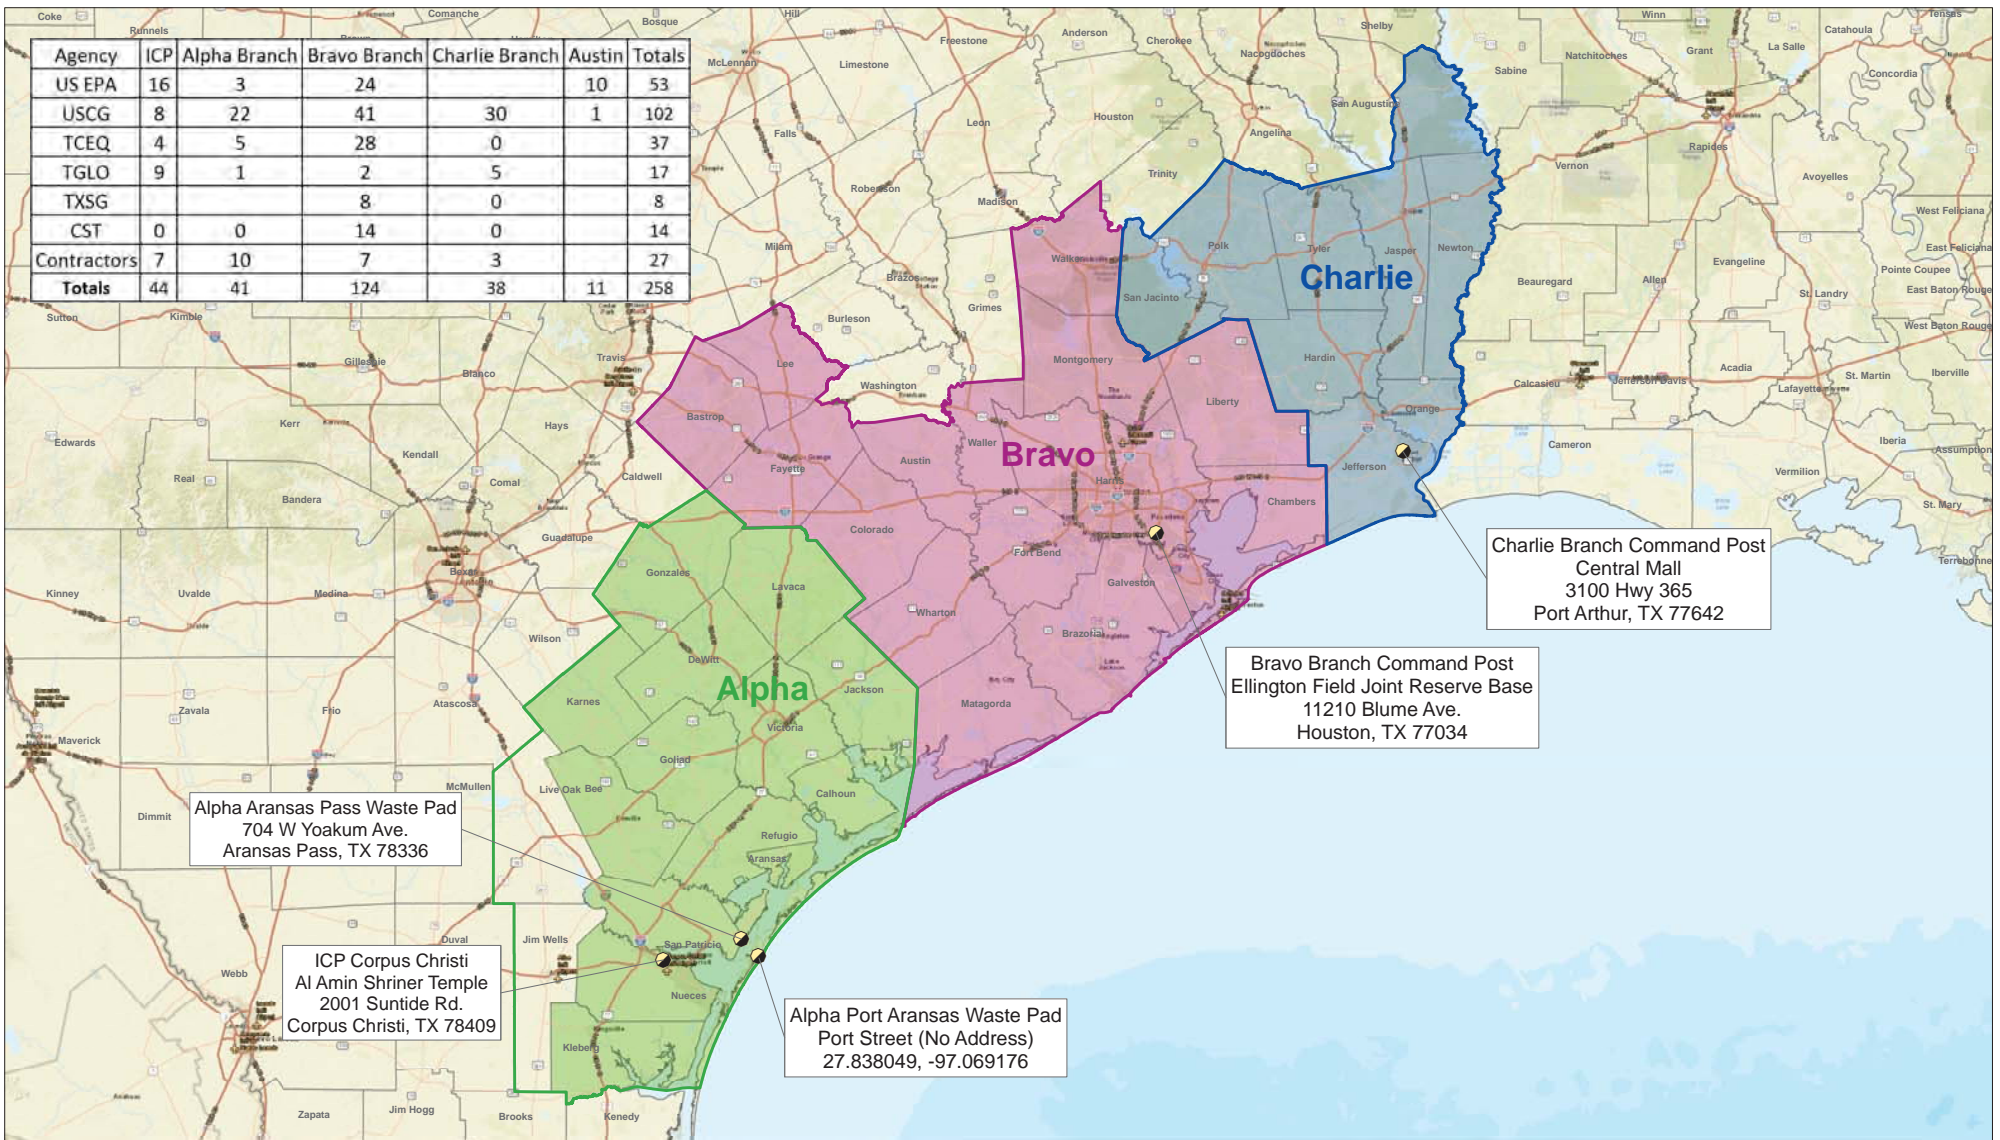 Agency ICP Alpha Branch Bravo Branch Charlie Branch Austin Totals
US EPA 16 3 24 10 53
USCG 8 22 41 30 1 102
TCEQ 4 5 28 0 37
TGLO 9 1 2 5 17
TXSG 8 0 8
CST 0 0 14 0 14
Contractors 7 10 7 3 27
Totals 44 41 124 38 11 258
Coke
Runnels
Comanche
Bosque
Hill
Freestone
Anderson
Cherokee
Nacogdoches
Shelby
Winn
Tensas
Catahoula
La Salle
Grant
Natchitoches
Sabine
Concordia
McLennan
Limestone
San Augustine
Houston
Leon
Angelina
Falls
Rapides
Vernon
Avoyelles
Trinity
Robertson
Madison
West Feliciana
East Feliciana
Milam
Walker
Polk
Tyler
Jasper
Newton
Evangeline
Pointe Coupee
Brazos
Charlie
Beauregard
Allen
St. Landry
East Baton Rouge
San Jacinto
Grimes
Sutton
Kimble
Burleson
West Baton Rouge
Gillespie
Blanco
Travis
Lee
Montgomery
Hardin
Washington
Acadia
St. Martin
Iberville
Calcasieu
Jefferson Davis
Lafayette
Liberty
Orange
Bastrop
Kerr
Hays
Edwards
Waller
Bravo
Austin
Cameron
Iberia
Assumption
Kendall
Fayette
Jefferson
Vermilion
Real
Comal
Caldwell
Harris
Bandera
Chambers
St. Mary
Colorado
Guadalupe
Fort Bend
Terrebonne
Charlie Branch Command Post
Central Mall
3100 Hwy 365
Port Arthur, TX 77642
Bexar
Gonzales
Lavaca
Galveston
Kinney
Uvalde
Medina
Wharton
Wilson
Brazoria
DeWitt
Bravo Branch Command Post
Ellington Field Joint Reserve Base
11210 Blume Ave.
Houston, TX 77034
Alpha
Jackson
Karnes
Atascosa
Matagorda
Zavala
Frio
Victoria
Maverick
Goliad
McMullen
Live Oak
Bee
Calhoun
Dimmit
Alpha Aransas Pass Waste Pad
704 W Yoakum Ave.
Aransas Pass, TX 78336
Refugio
Aransas
Duval
Jim Wells
San Patricio
ICP Corpus Christi
Al Amin Shriner Temple
2001 Suntide Rd.
Corpus Christi, TX 78409
Webb
Nueces
Alpha Port Aransas Waste Pad
Port Street (No Address)
27.838049, -97.069176
Kleberg
Zapata
Jim Hogg
Brooks
Kenedy